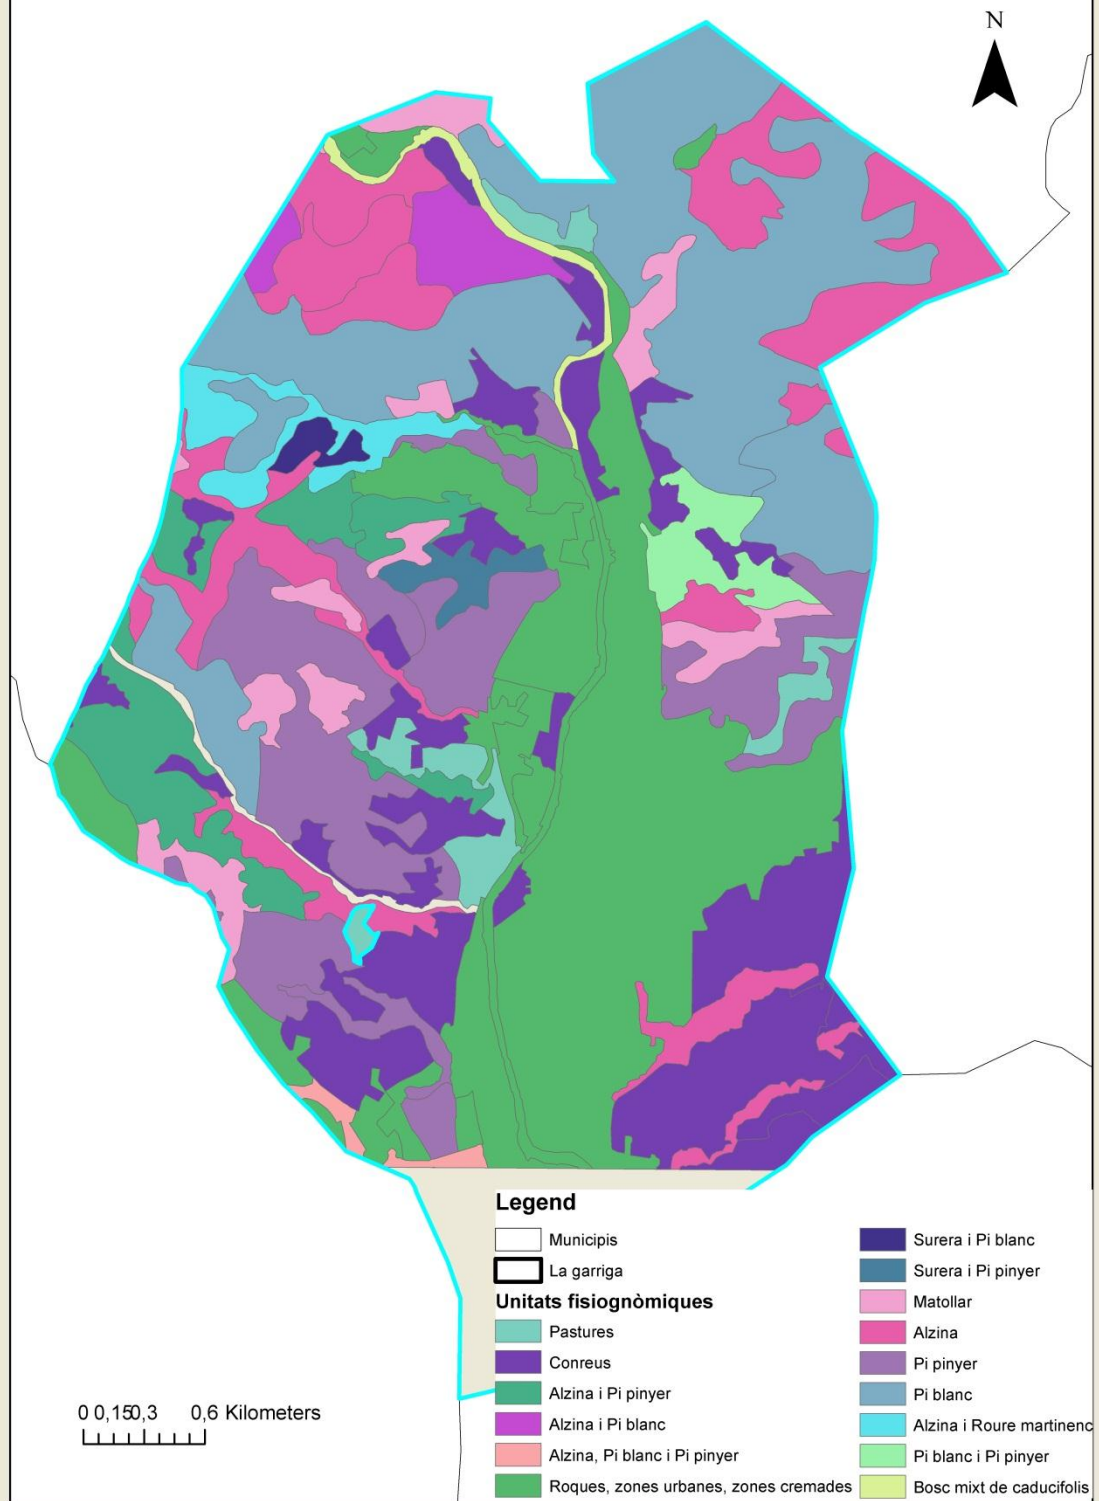 N
Legend
Municipis
La garriga
Unitats fisiognòmiques
Pastures
Conreus
Alzina i Pi pinyer
Alzina i Pi blanc
Alzina, Pi blanc i Pi pinyer
Roques, zones urbanes, zones cremades
Surera i Pi blanc
Surera i Pi pinyer
Matollar
Alzina
Pi pinyer
Pi blanc
Alzina i Roure martinenc
Pi blanc i Pi pinyer
Bosc mixt de caducifolis
0 0,150,3 0,6 Kilometers